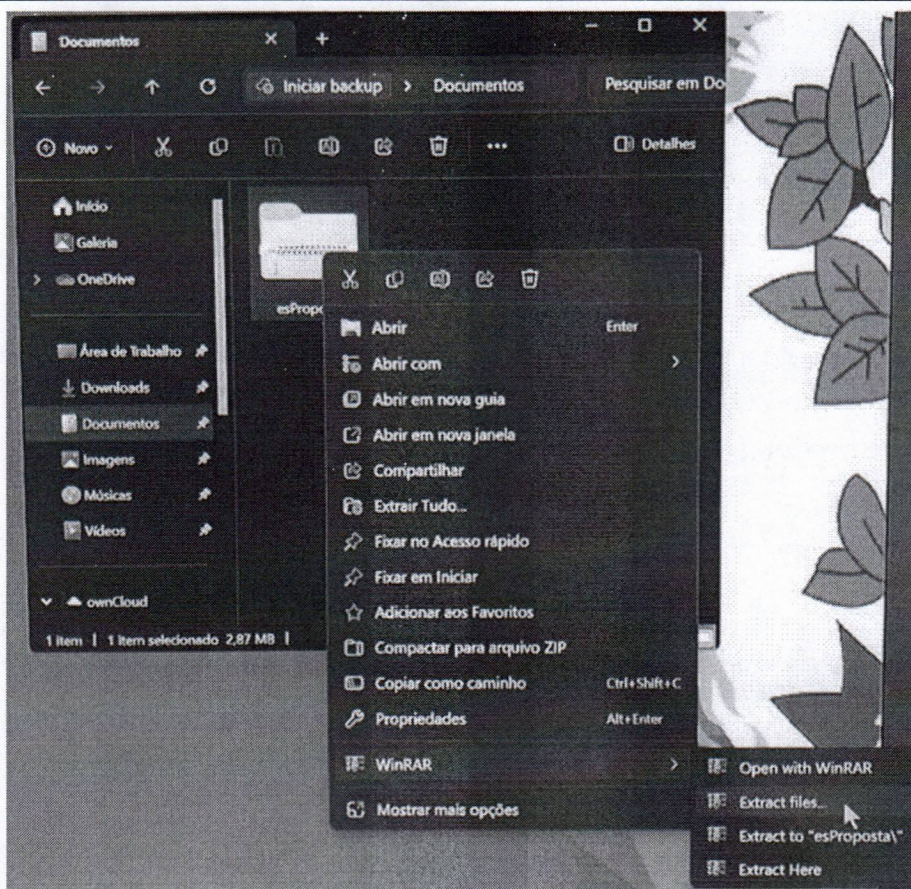 Documentos
Iniciar backup > Documentos
Pesquisar em Do
Novo
Detalhes
Início
Galeria
OneDrive
Área de Trabalho
Downloads
Documentos
Imagens
Músicas
Vídeos
ownCloud
1 item | 1 item selecionado 2,87 MB |
esPropo
Abrir Enter
Abrir com
Abrir em nova guia
Abrir em nova janela
Compartilhar
Extrair Tudo...
Fixar no Acesso rápido
Fixar em Iniciar
Adicionar aos Favoritos
Compactar para arquivo ZIP
Copiar como caminho Ctrl+Shift+C
Propriedades Alt+Enter
WinRAR
Mostrar mais opções
Open with WinRAR
Extract files...
Extract to "esProposta\"
Extract Here